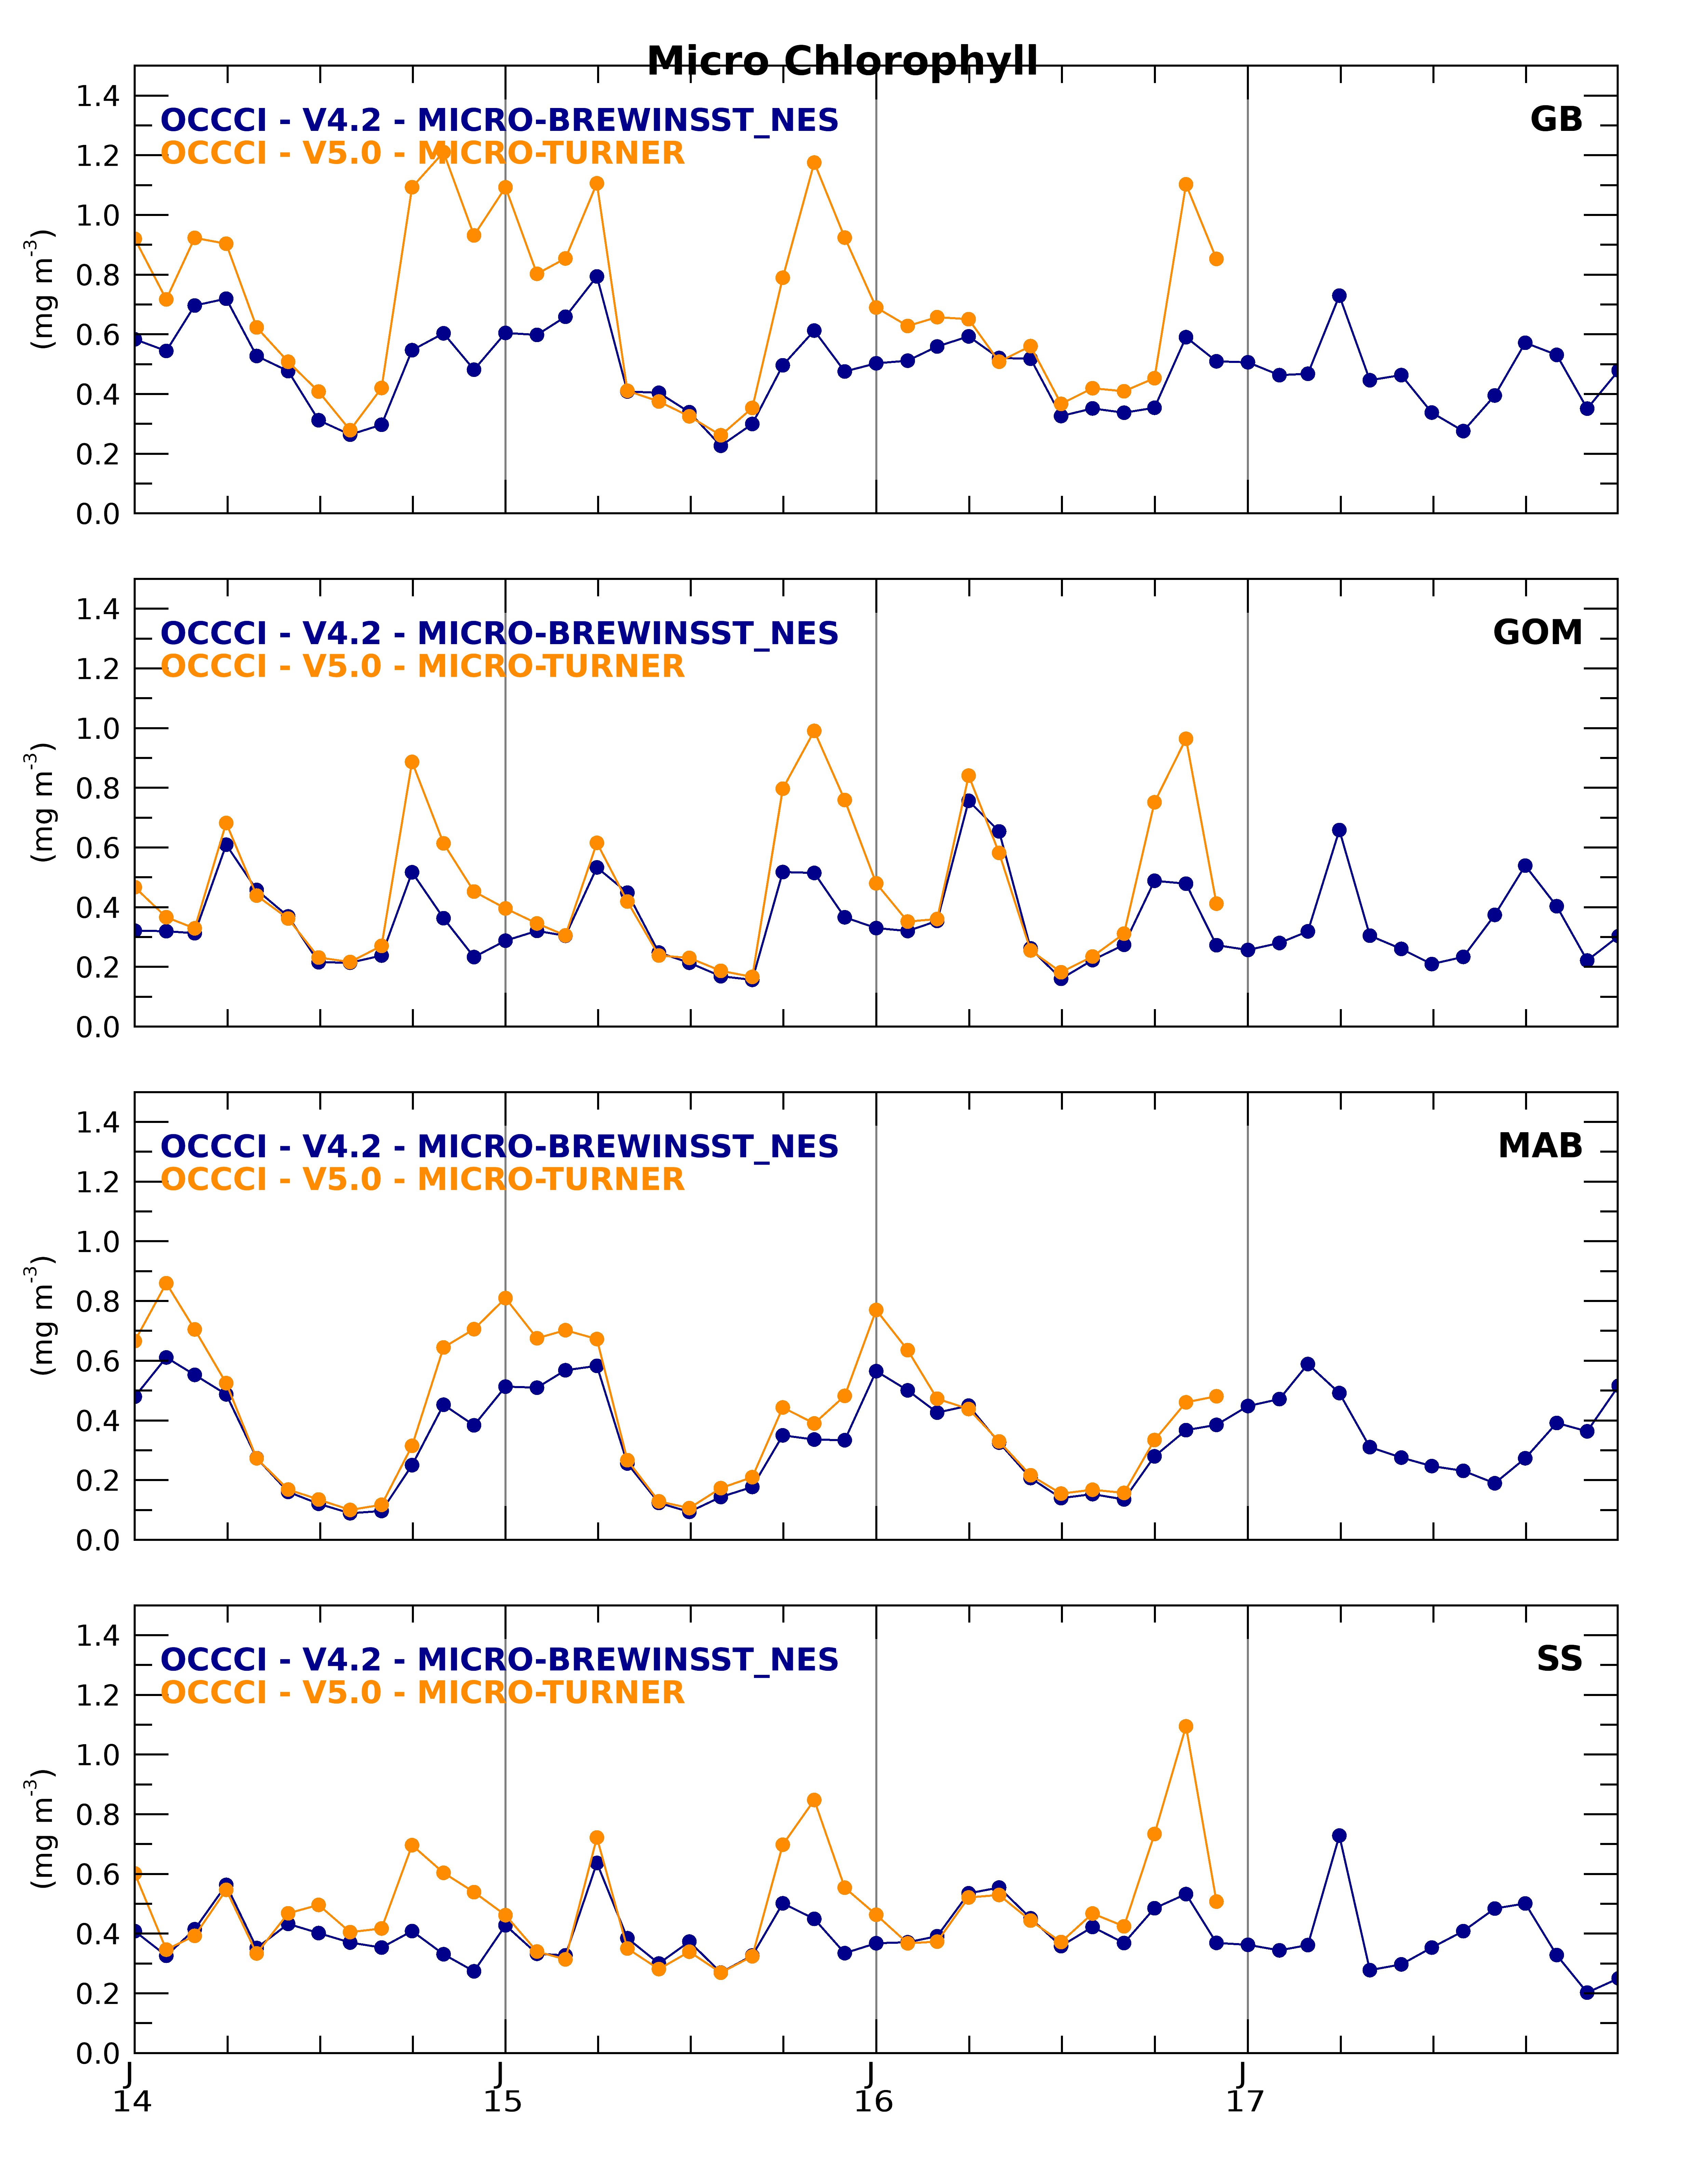 Micro Chlorophyll
OCCCI - V4.2 - MICRO-BREWINSST_NES
OCCCI - V5.0 - MICRO-TURNER
GB
1.4
1.2
1.0
0.8
0.6
0.4
0.2
0.0
(mg m-3)
OCCCI - V4.2 - MICRO-BREWINSST_NES
OCCCI - V5.0 - MICRO-TURNER
GOM
1.4
1.2
1.0
0.8
0.6
0.4
0.2
0.0
(mg m-3)
OCCCI - V4.2 - MICRO-BREWINSST_NES
OCCCI - V5.0 - MICRO-TURNER
MAB
1.4
1.2
1.0
0.8
0.6
0.4
0.2
0.0
(mg m-3)
OCCCI - V4.2 - MICRO-BREWINSST_NES
OCCCI - V5.0 - MICRO-TURNER
SS
1.4
1.2
1.0
0.8
0.6
0.4
0.2
0.0
(mg m-3)
J J J J
14 15 16 17